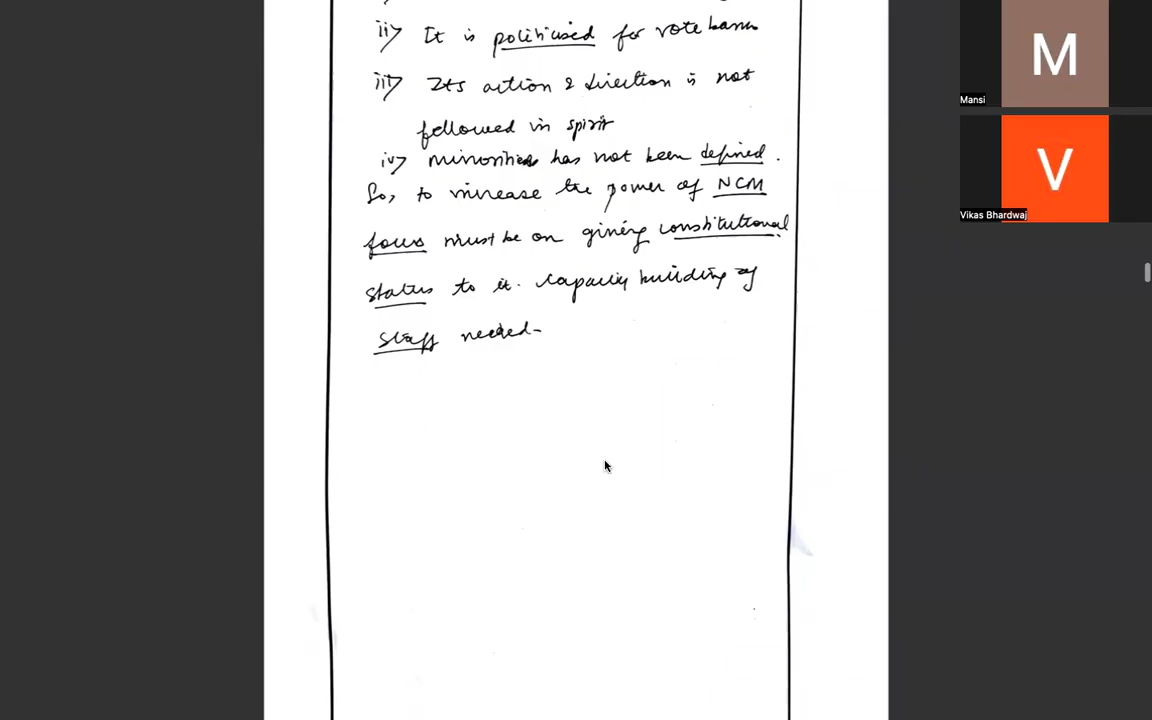 ii) It is politicised for vote bank
iii) Its action & direction is not
followed in spirit
iv) minorities has not been defined.
So, to increase the power of NCM
focus must be on giving constitutional
status to it. Capacity building of
staff needed-
M
Mansi
V
Vikas Bhardwaj